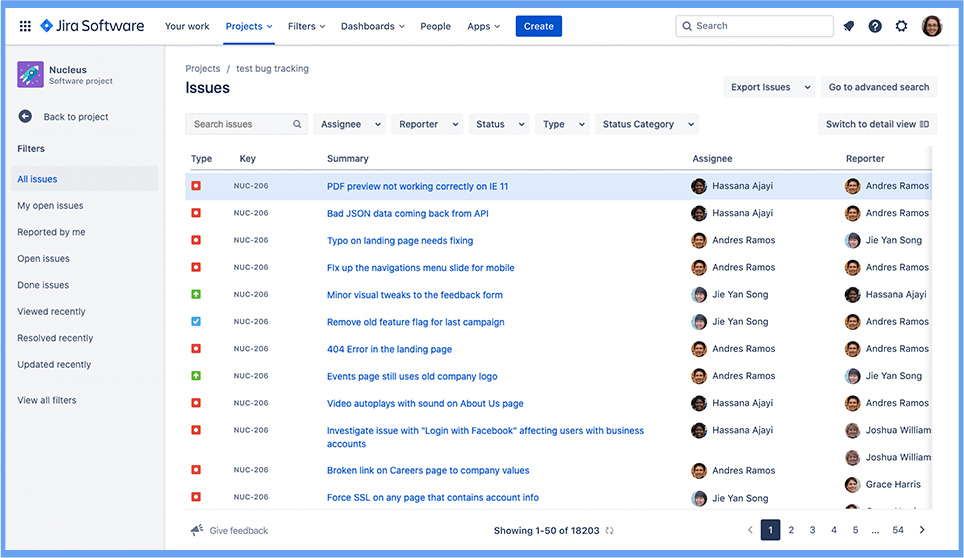 Jira Software Your work Projects Filters Dashboards People Apps Create Search
Nucleus
Software project
Back to project
Filters
All issues
My open issues
Reported by me
Open issues
Done issues
Viewed recently
Resolved recently
Updated recently
View all filters
Projects / test bug tracking
Issues
Export Issues Go to advanced search
Search issues Assignee Reporter Status Type Status Category Switch to detail view
Type Key Summary Assignee Reporter
NUC-206 PDF preview not working correctly on IE 11 Hassana Ajayi Andres Ramos
NUC-206 Bad JSON data coming back from API Hassana Ajayi Andres Ramos
NUC-206 Typo on landing page needs fixing Andres Ramos Jie Yan Song
NUC-206 FIx up the navigations menu slide for mobile Andres Ramos Andres Ramos
NUC-206 Minor visual tweaks to the feedback form Jie Yan Song Hassana Ajayi
NUC-206 Remove old feature flag for last campaign Jie Yan Song Andres Ramos
NUC-206 404 Error in the landing page Andres Ramos Andres Ramos
NUC-206 Events page still uses old company logo Andres Ramos Jie Yan Song
NUC-206 Video autoplays with sound on About Us page Hassana Ajayi Andres Ramos
NUC-206 Investigate issue with "Login with Facebook" affecting users with business Hassana Ajayi Joshua William
accounts
Joshua William
NUC-206 Broken link on Careers page to company values Andres Ramos
Grace Harris
NUC-206 Force SSL on any page that contains account info Jie Yan Song
Give feedback Showing 1-50 of 18203 1 2 3 4 5 ... 54